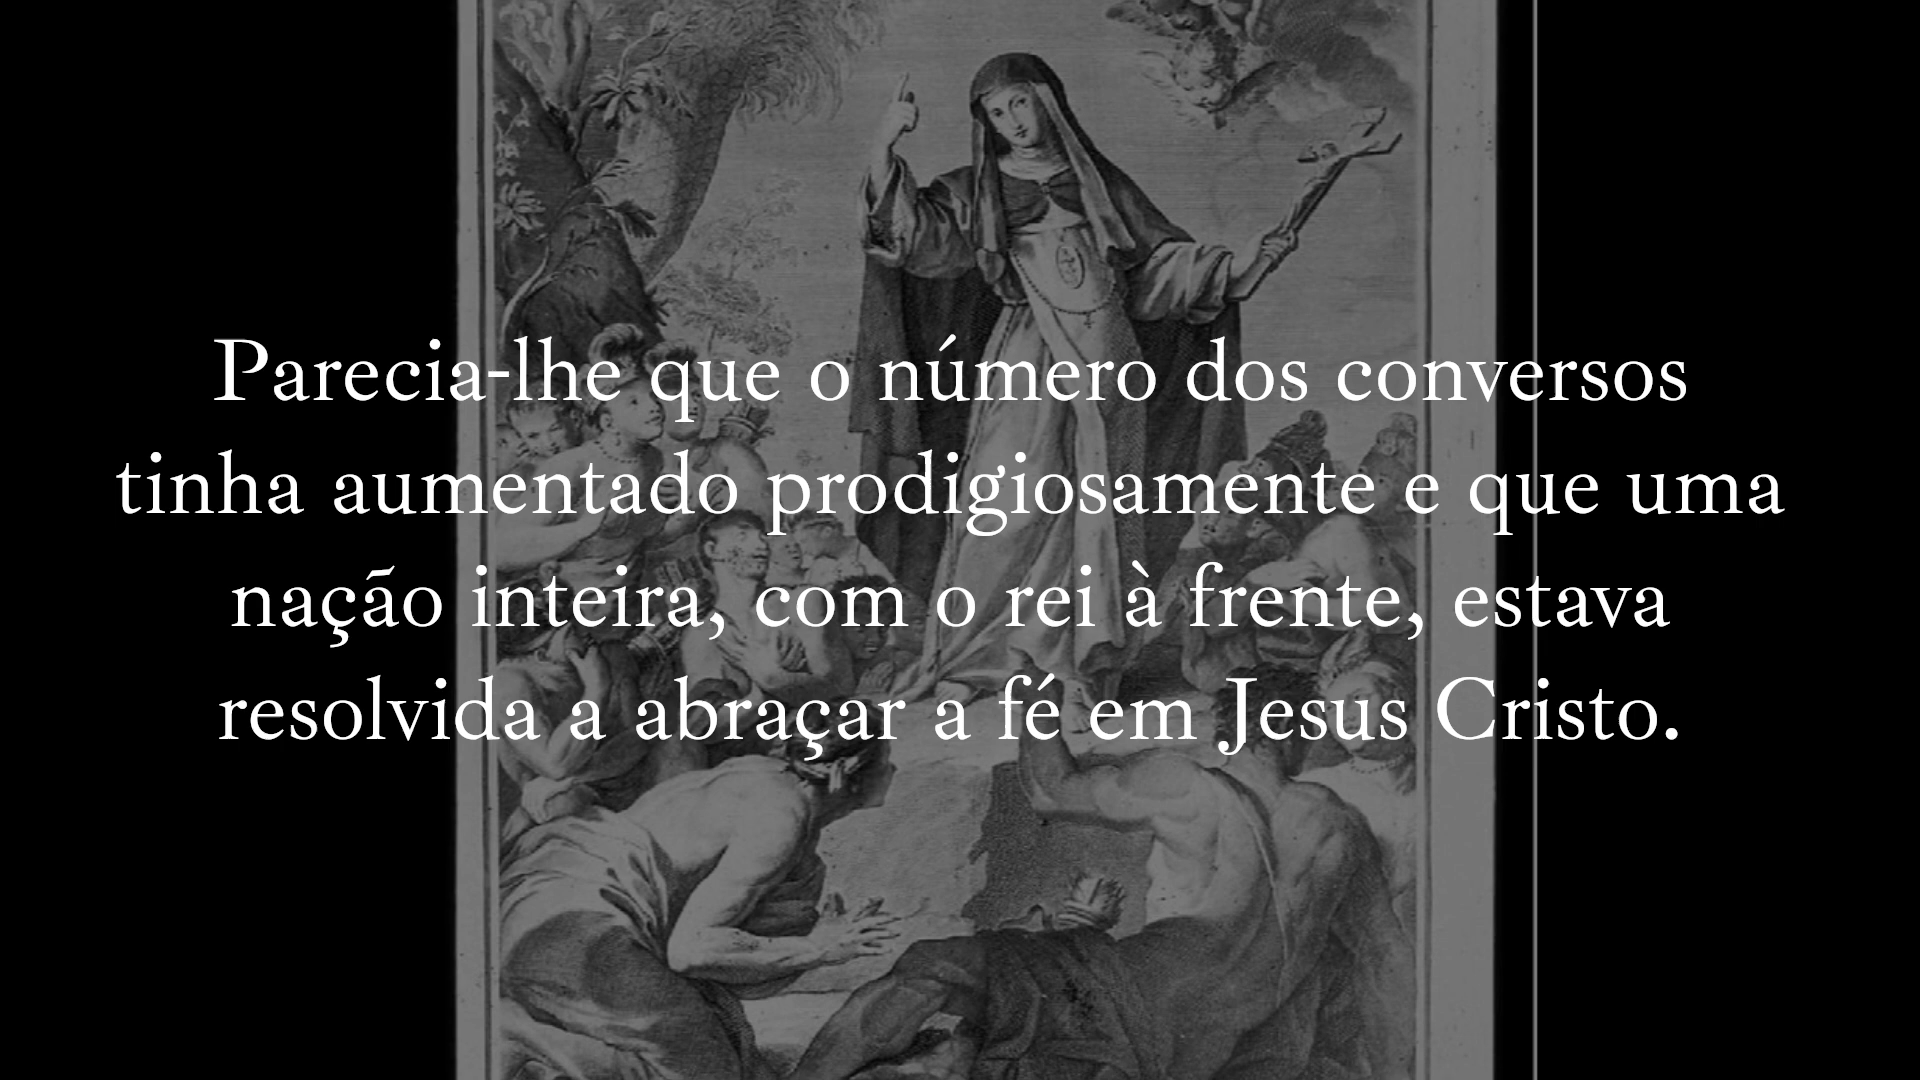 Parecia-lhe que o número dos conversos
tinha aumentado prodigiosamente e que uma
nação inteira, com o rei à frente, estava
resolvida a abraçar a fé em Jesus Cristo.